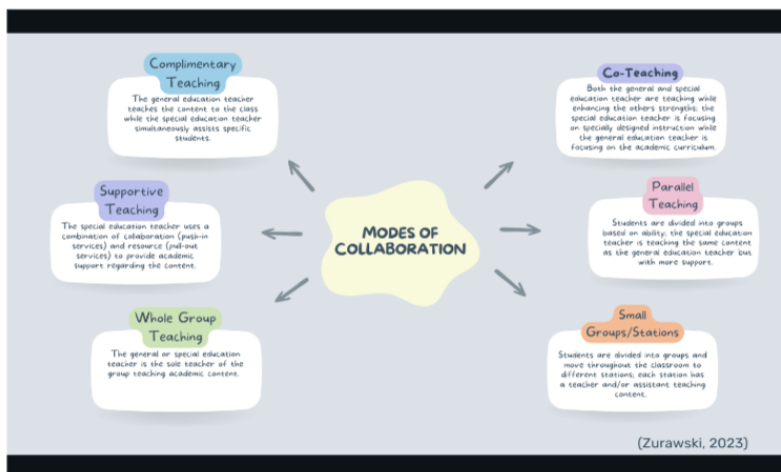 Complimentary
Teaching
The general education teacher
teaches the content to the class
while the special education teacher
simultaneously assists specific
students.
Supportive
Teaching
The special education teacher uses a
combination of collaboration (push-in
services) and resource (pull-out
services) to provide academic
support regarding the content.
Whole Group
Teaching
The general or special education
teacher is the sole teacher of the
group teaching academic content.
MODES OF
COLLABORATION
Co-Teaching
Both the general and special
education teacher are teaching while
enhancing the others strengths; the
special education teacher is focusing
on specially designed instruction while
the general education teacher is
focusing on the academic curriculum.
Parallel
Teaching
Students are divided into groups
based on ability; the special education
teacher is teaching the same content
as the general education teacher but
with more support.
Small
Groups/Stations
Students are divided into groups and
move throughout the classroom to
different stations; each station has
a teacher and/or assistant teaching
content.
(Zurawski, 2023)